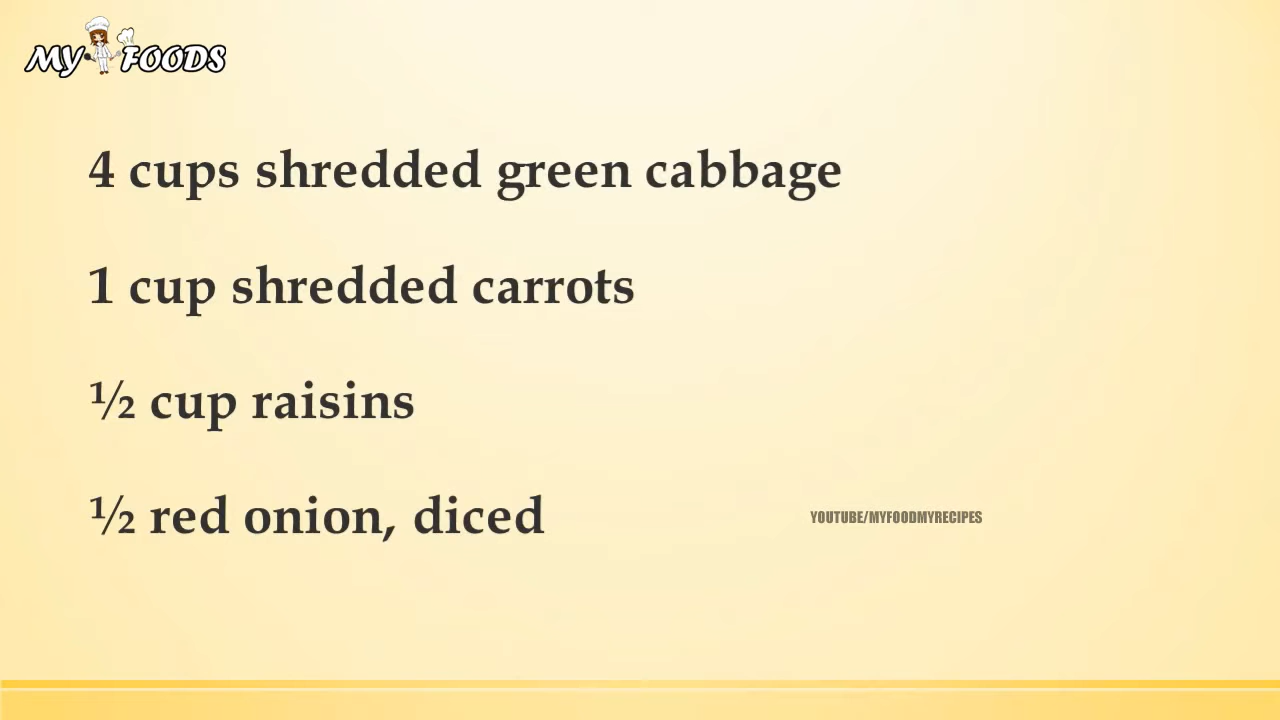 MY FOODS
4 cups shredded green cabbage
1 cup shredded carrots
½ cup raisins
½ red onion, diced
YOUTUBE/MYFOODMYRECIPES